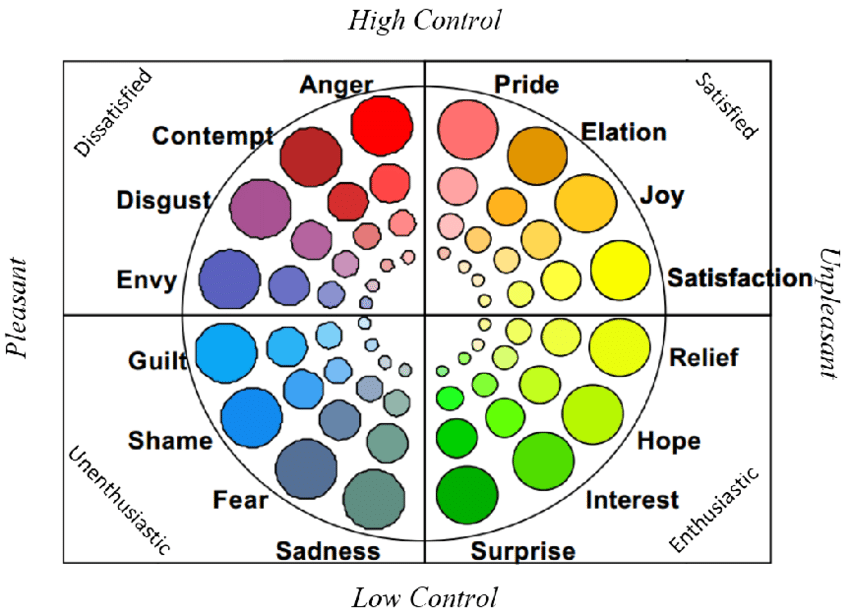 High Control
Dissatisfied
Anger
Pride
Satisfied
Contempt
Elation
Disgust
Joy
Envy
Satisfaction
Pleasant
Unpleasant
Guilt
Relief
Shame
Hope
Unenthusiastic
Fear
Interest
Enthusiastic
Sadness
Surprise
Low Control